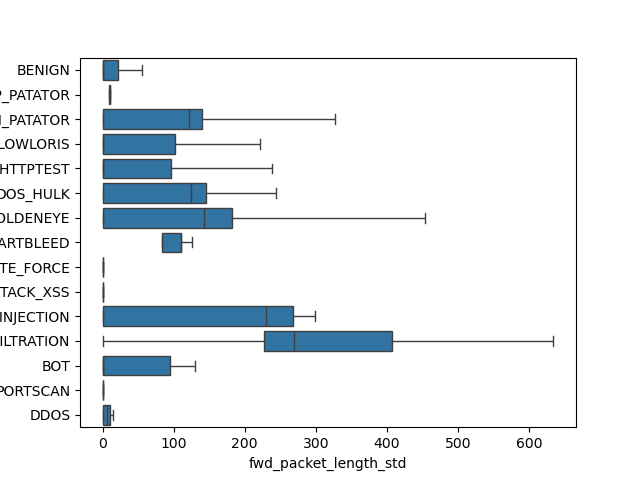 BENIGN
P_PATATOR
H_PATATOR
LOWLORIS
HTTPTEST
DOS_HULK
OLDENEYE
ARTBLEED
TE_FORCE
TACK_XSS
INJECTION
ILTRATION
BOT
PORTSCAN
DDOS
0 100 200 300 400 500 600
fwd_packet_length_std